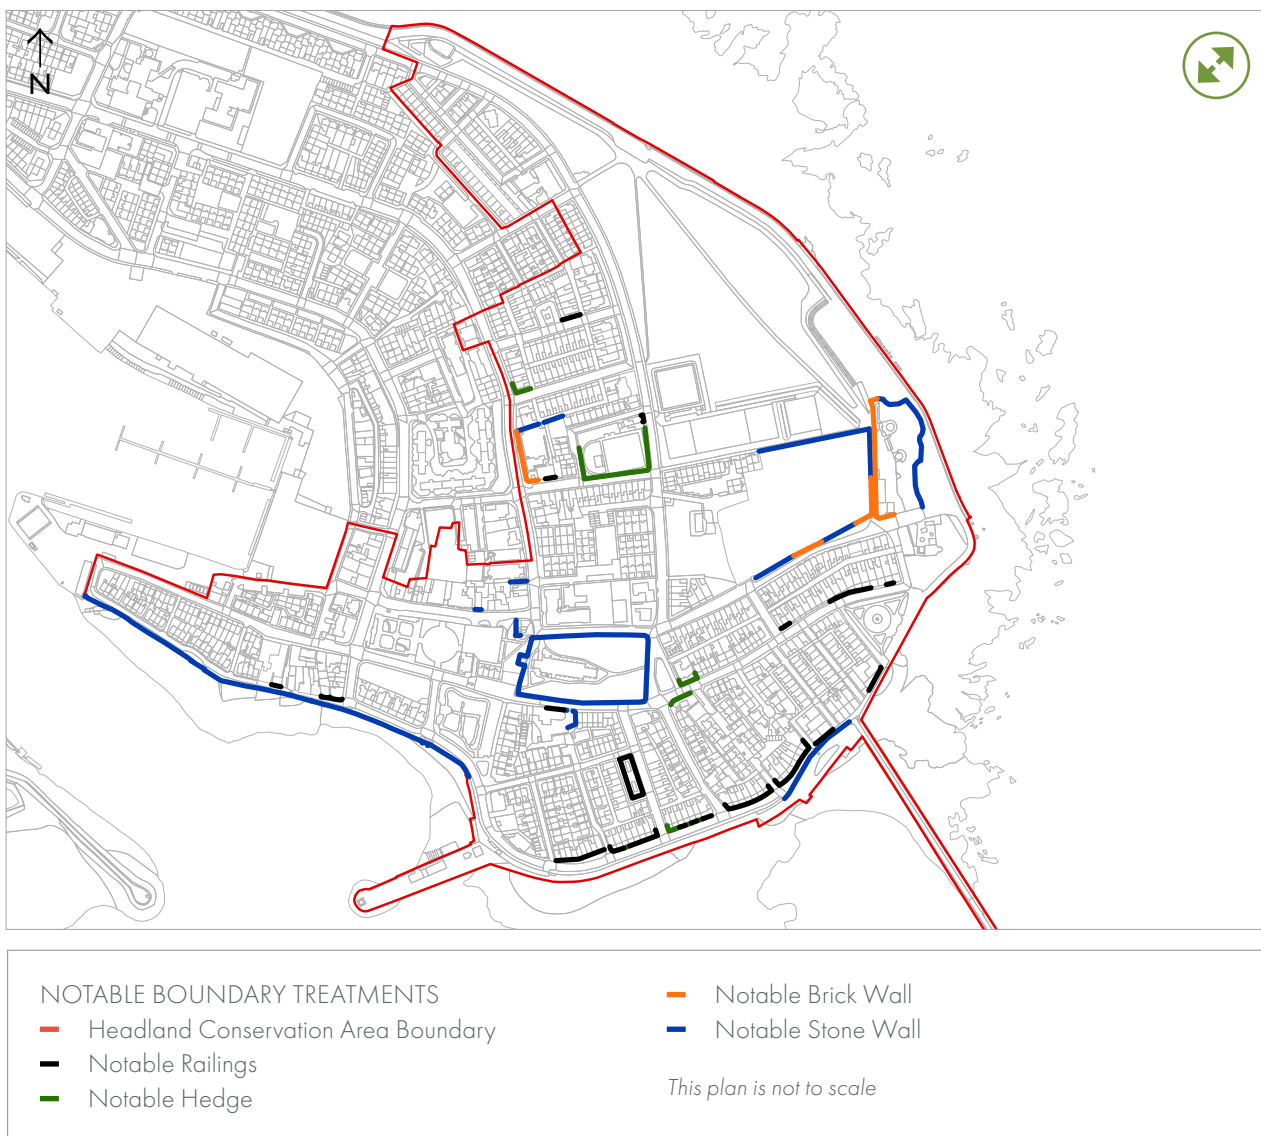 N
NOTABLE BOUNDARY TREATMENTS
Headland Conservation Area Boundary
Notable Railings
Notable Hedge
Notable Brick Wall
Notable Stone Wall
This plan is not to scale